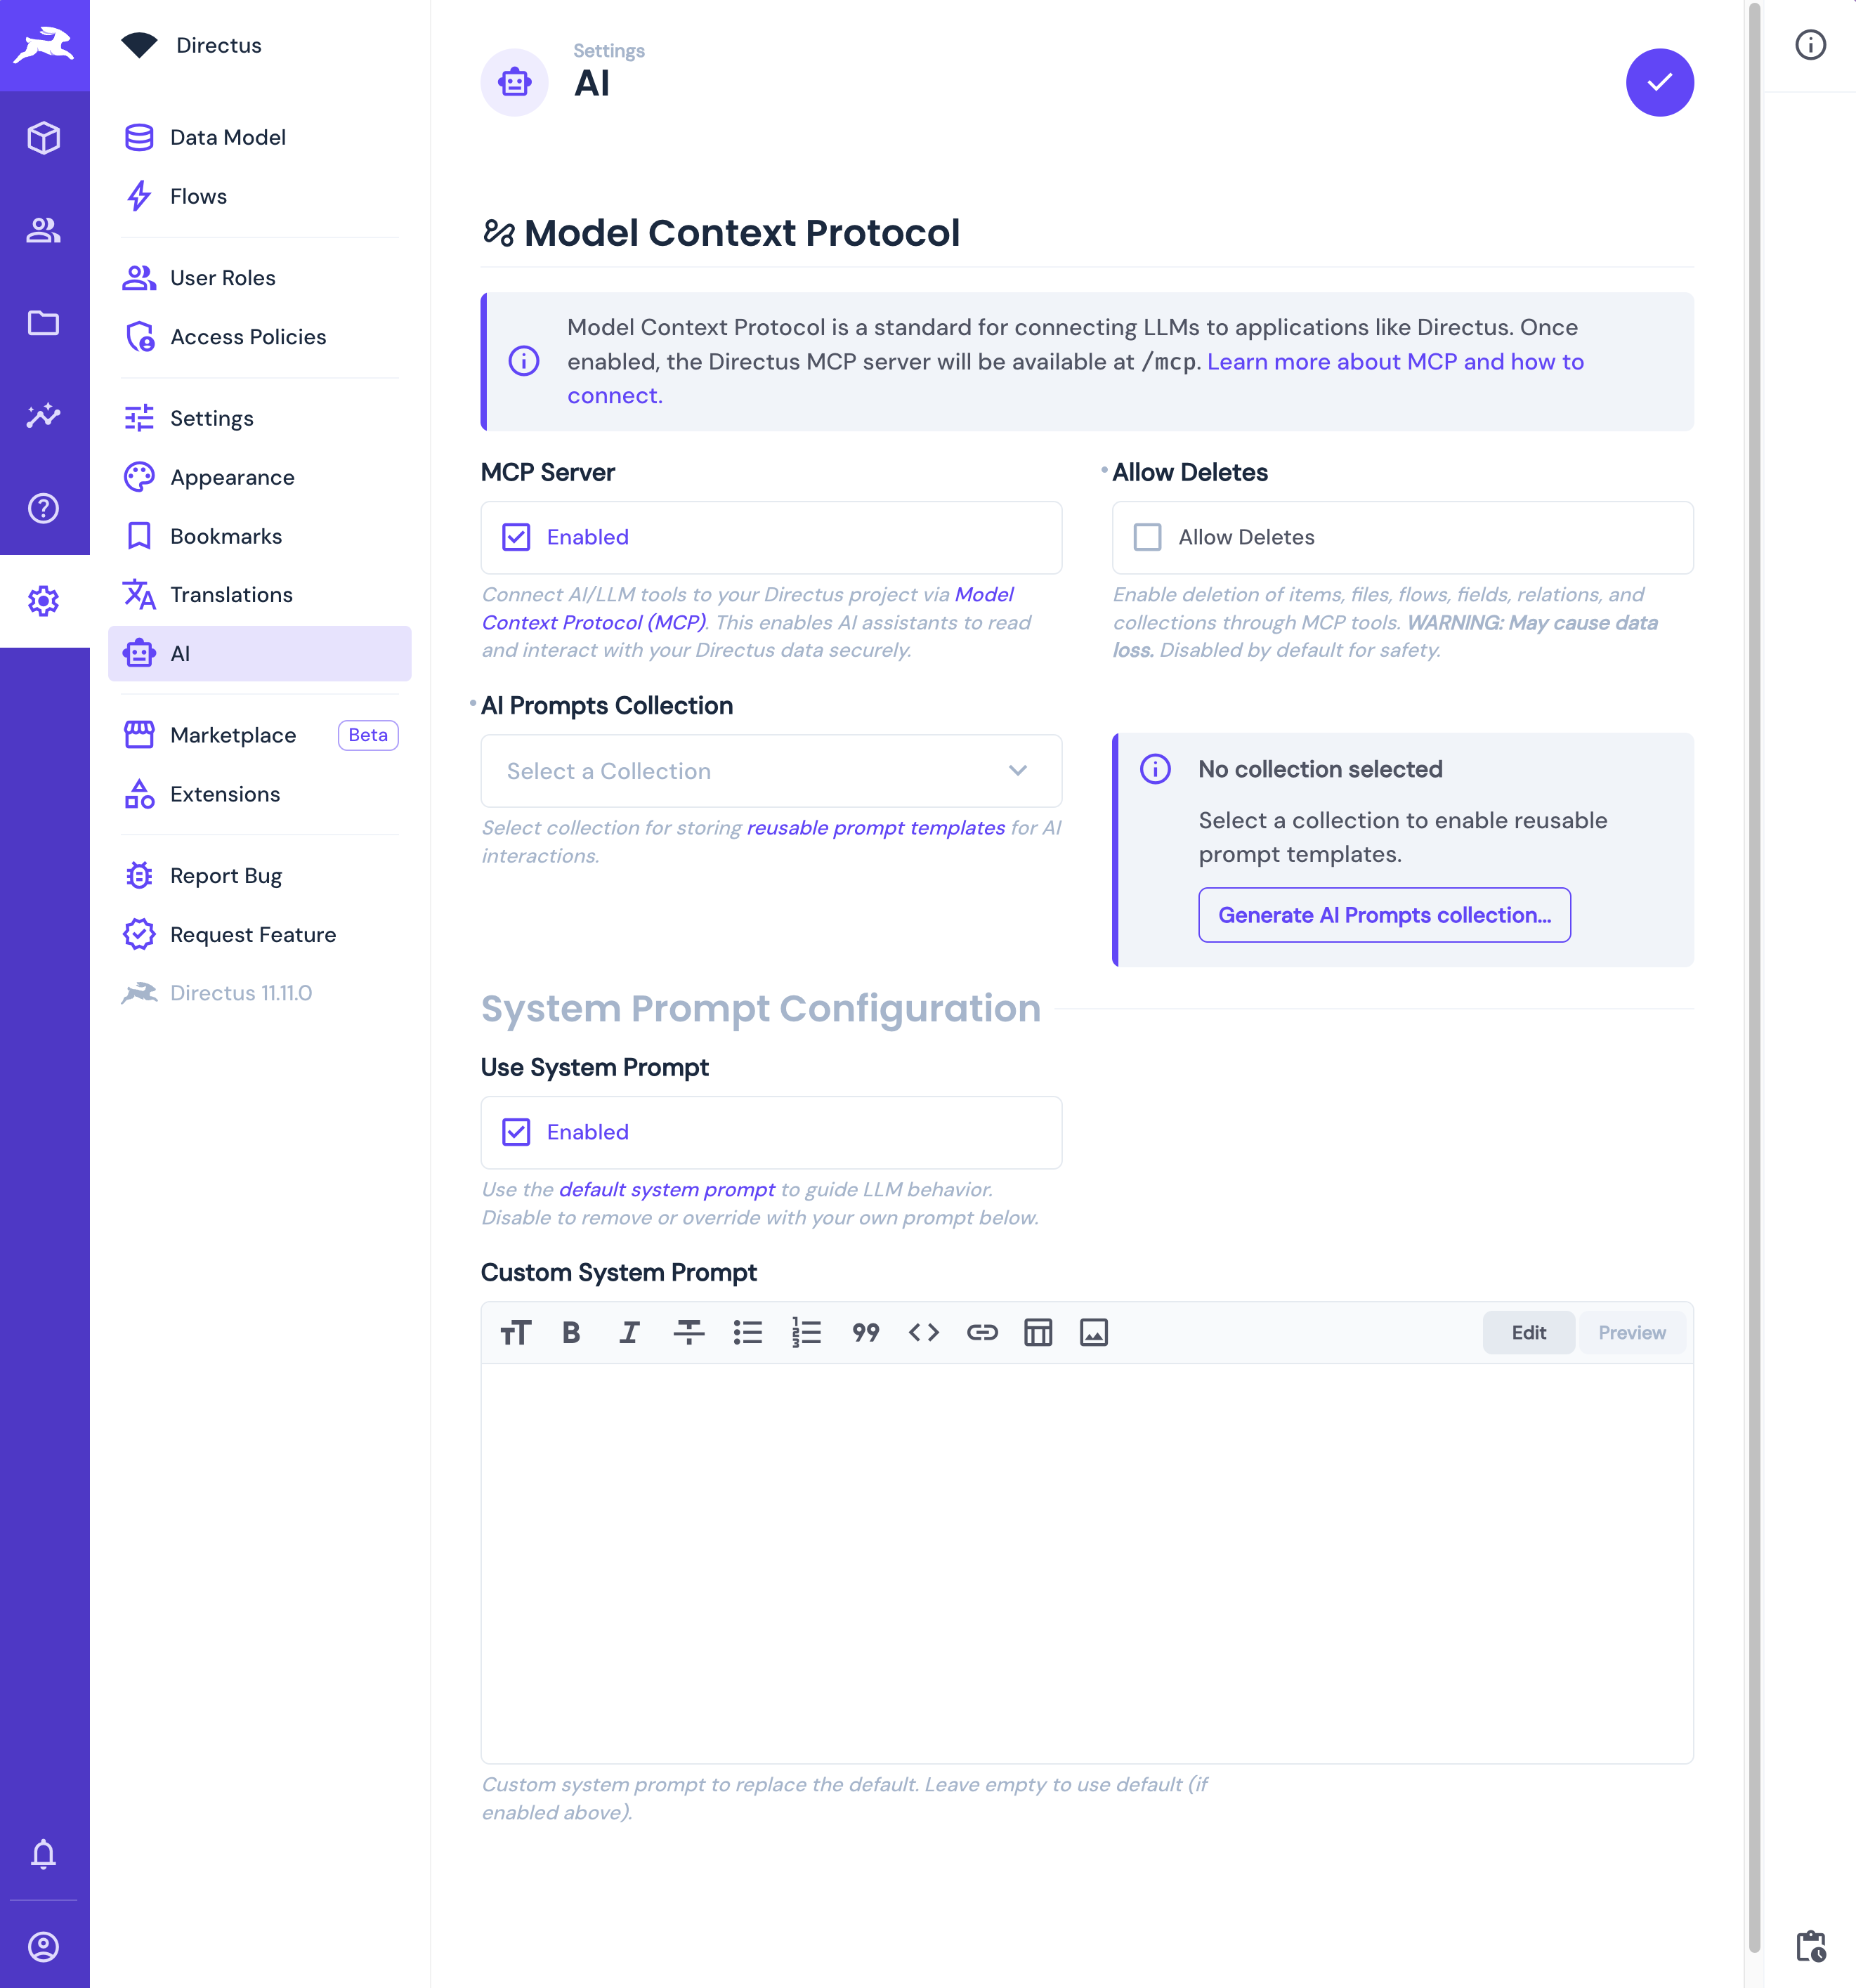 Directus
Data Model
Flows
User Roles
Access Policies
Settings
Appearance
Bookmarks
Translations
AI
Marketplace
Beta
Extensions
Report Bug
Request Feature
Directus 11.11.0
Settings
AI
Model Context Protocol
Model Context Protocol is a standard for connecting LLMs to applications like Directus. Once
enabled, the Directus MCP server will be available at /mcp. Learn more about MCP and how to
connect.
MCP Server
Enabled
Connect AI/LLM tools to your Directus project via Model
Context Protocol (MCP). This enables AI assistants to read
and interact with your Directus data securely.
Allow Deletes
Allow Deletes
Enable deletion of items, files, flows, fields, relations, and
collections through MCP tools. WARNING: May cause data
loss. Disabled by default for safety.
AI Prompts Collection
Select a Collection
Select collection for storing reusable prompt templates for AI
interactions.
No collection selected
Select a collection to enable reusable
prompt templates.
Generate AI Prompts collection...
System Prompt Configuration
Use System Prompt
Enabled
Use the default system prompt to guide LLM behavior.
Disable to remove or override with your own prompt below.
Custom System Prompt
Edit
Preview
Custom system prompt to replace the default. Leave empty to use default (if
enabled above).